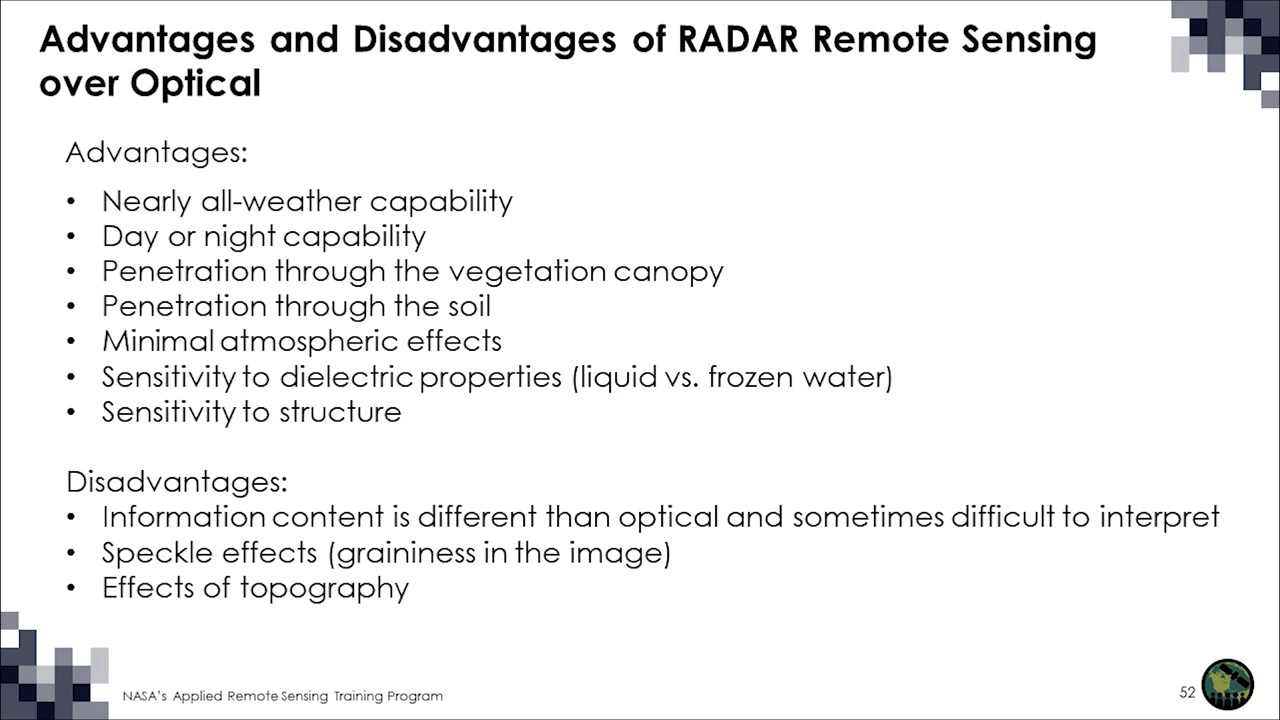 Advantages and Disadvantages of RADAR Remote Sensing
over Optical
Advantages:
• Nearly all-weather capability
• Day or night capability
• Penetration through the vegetation canopy
• Penetration through the soil
• Minimal atmospheric effects
• Sensitivity to dielectric properties (liquid vs. frozen water)
• Sensitivity to structure
Disadvantages:
• Information content is different than optical and sometimes difficult to interpret
• Speckle effects (graininess in the image)
• Effects of topography
NASA's Applied Remote Sensing Training Program
52